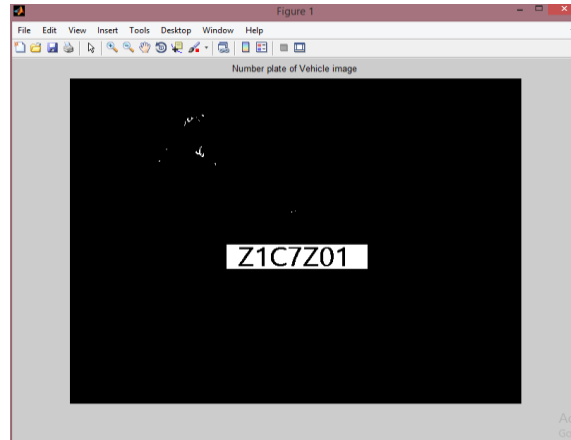 Figure 1
File Edit View Insert Tools Desktop Window Help
Number plate of Vehicle image
Z1C7Z01